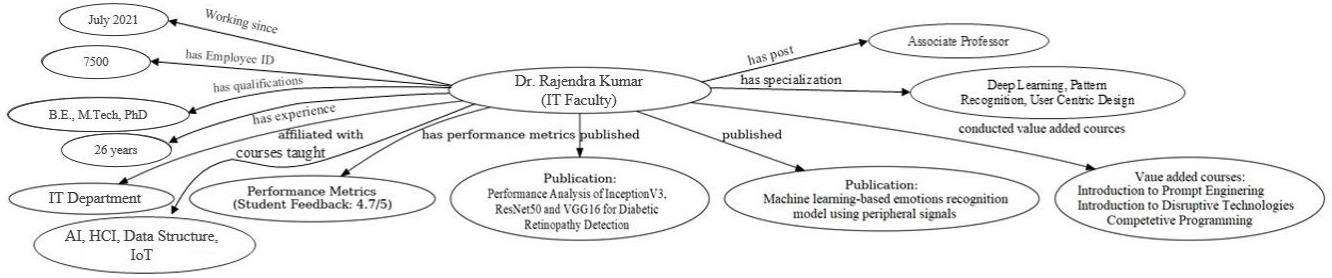 July 2021
Working since
7500
has Employee ID
Dr. Rajendra Kumar
(IT Faculty)
has post
Associate Professor
has specialization
Deep Learning, Pattern
Recognition, User Centric Design
has qualifications
B.E., M.Tech, PhD
has experience
26 years
affiliated with
courses taught
has performance metrics
published
published
conducted value added cources
IT Department
Performance Metrics
(Student Feedback: 4.7/5)
Publication:
Performance Analysis of InceptionV3,
ResNet50 and VGG16 for Diabetic
Retinopathy Detection
Publication:
Machine learning-based emotions recognition
model using peripheral signals
Vaue added courses:
Introduction to Prompt Enginering
Introduction to Disruptive Technologies
Competetive Programming
AI, HCI, Data Structure,
IoT